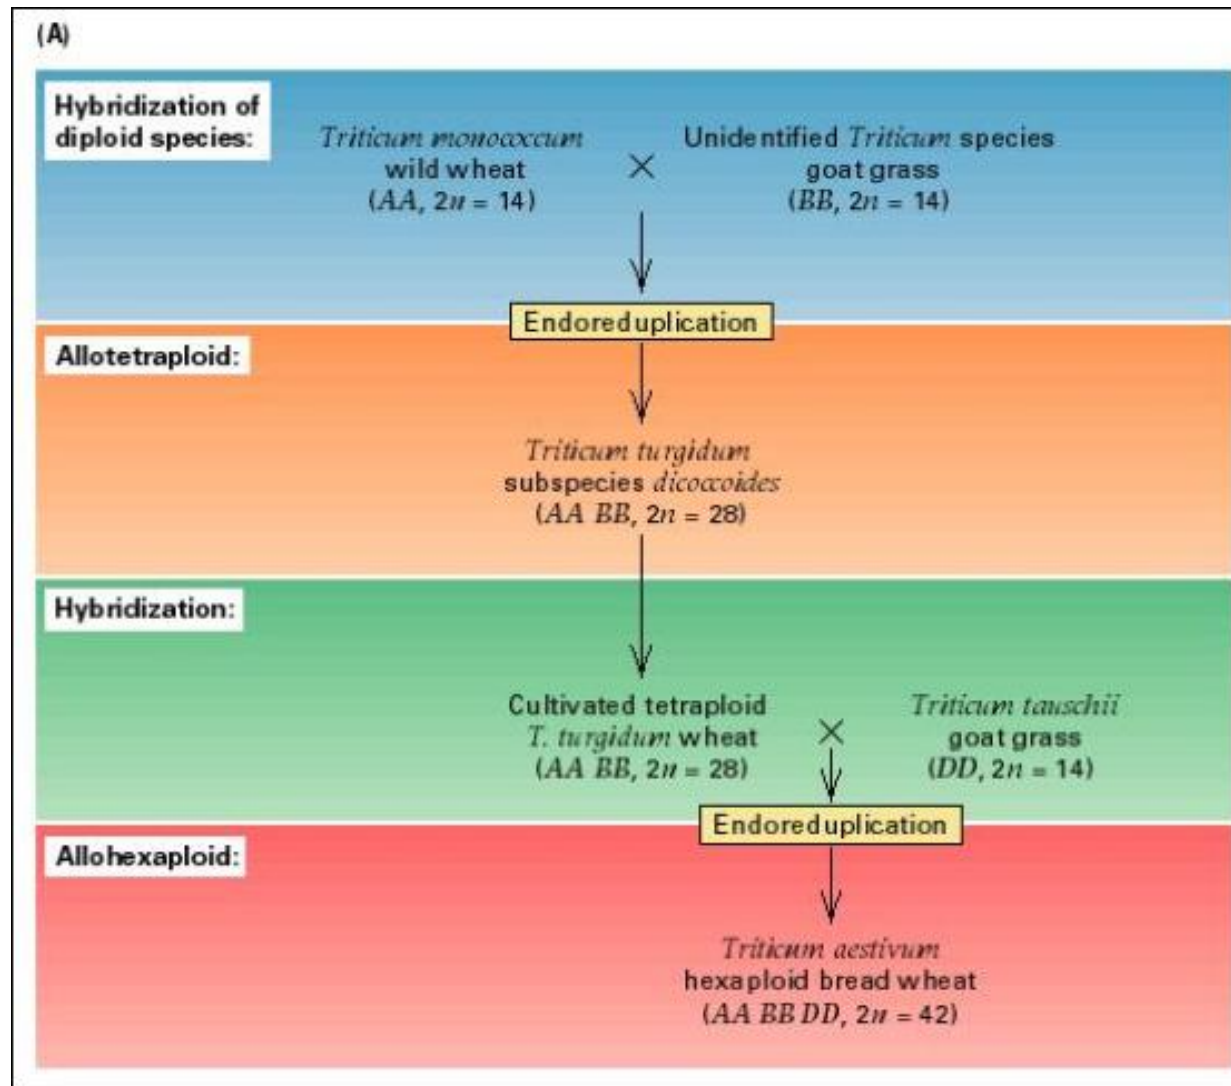 (A)
Hybridization of
diploid species:
Triticum monococcum
wild wheat
(AA, 2n = 14)
×
Unidentified Triticum species
goat grass
(BB, 2n = 14)
Endoreduplication
Allotetraploid:
Triticum turgidum
subspecies dicoccoides
(AA BB, 2n = 28)
Hybridization:
Cultivated tetraploid
T. turgidum wheat
(AA BB, 2n = 28)
×
Triticum tauschii
goat grass
(DD, 2n = 14)
Endoreduplication
Allohexaploid:
Triticum aestivum
hexaploid bread wheat
(AA BB DD, 2n = 42)